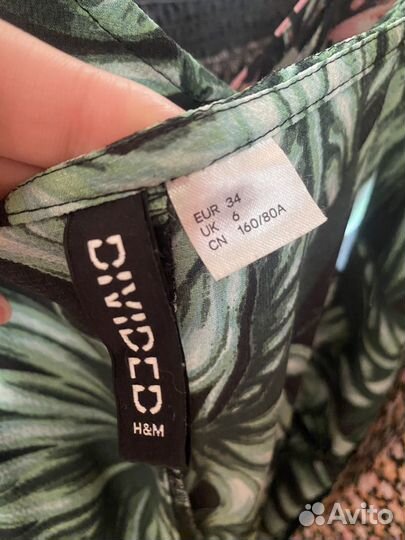 EUR 34
UK 6
CN 160/80A
DIVIDED
H&M
Avito